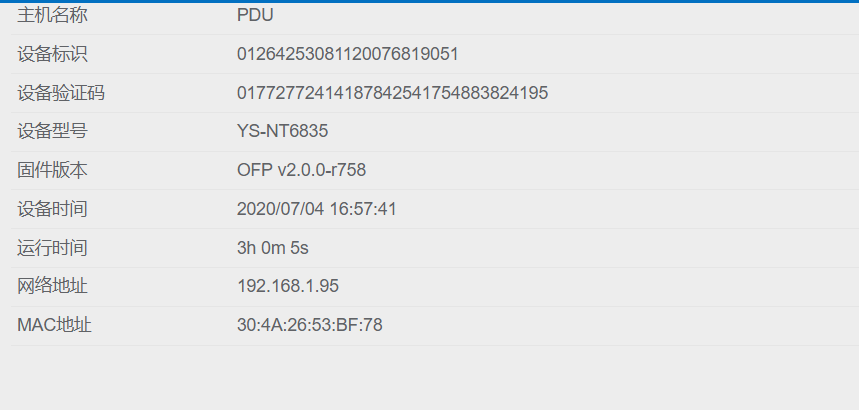 主机名称 PDU
设备标识 01264253081120076819051
设备验证码 01772772414187842541754883824195
设备型号 YS-NT6835
固件版本 OFP v2.0.0-r758
设备时间 2020/07/04 16:57:41
运行时间 3h 0m 5s
网络地址 192.168.1.95
MAC地址 30:4A:26:53:BF:78